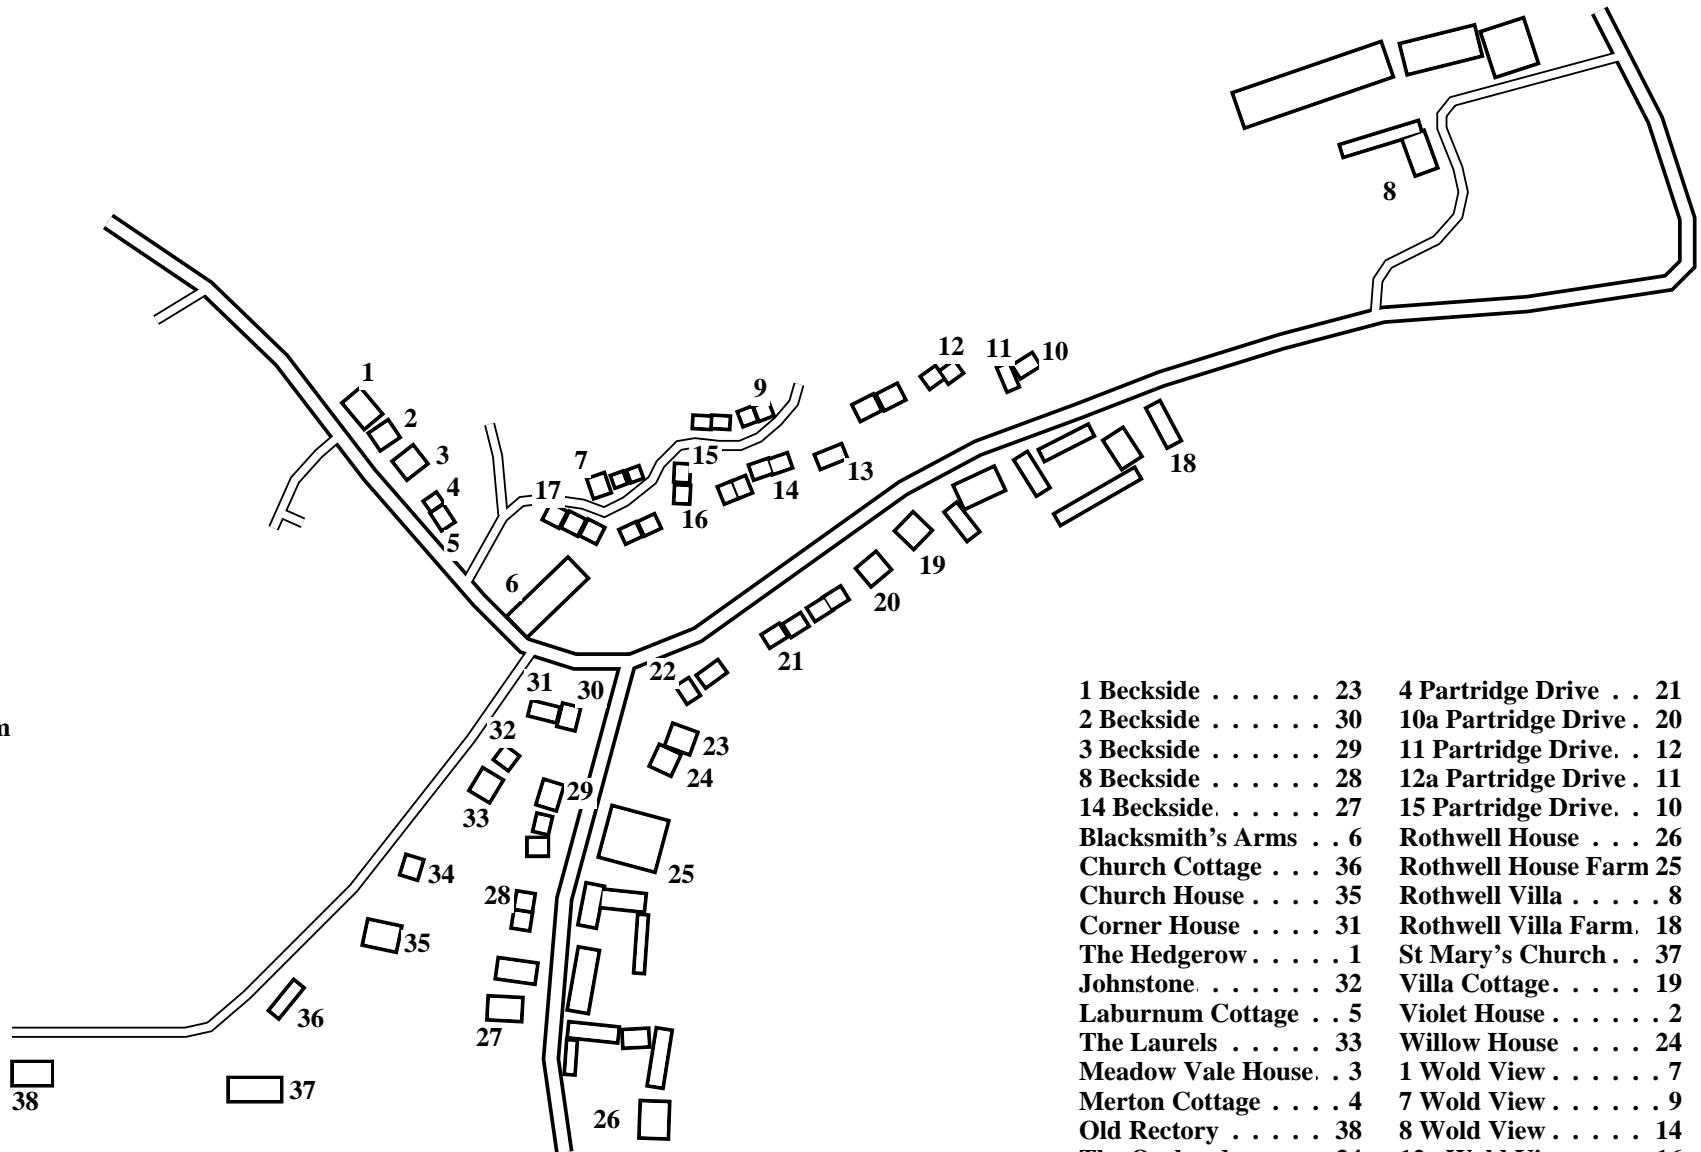 8
1
2
3
4
5
12
11
10
9
7
15
17
14
13
16
18
6
19
20
21
22
31
30
32
23
24
33
29
34
25
28
35
36
27
37
38
26
m
1 Beckside . . . . . . 23
2 Beckside . . . . . . 30
3 Beckside . . . . . . 29
8 Beckside . . . . . . 28
14 Beckside. . . . . . 27
Blacksmith's Arms . . 6
Church Cottage . . . 36
Church House . . . . 35
Corner House . . . . 31
The Hedgerow . . . . . 1
Johnstone. . . . . . . 32
Laburnum Cottage . . 5
The Laurels . . . . . 33
Meadow Vale House. . 3
Merton Cottage . . . . 4
Old Rectory . . . . . 38
4 Partridge Drive . . 21
10a Partridge Drive . 20
11 Partridge Drive. . 12
12a Partridge Drive . 11
15 Partridge Drive. . 10
Rothwell House . . . 26
Rothwell House Farm 25
Rothwell Villa . . . . . 8
Rothwell Villa Farm. 18
St Mary's Church . . 37
Villa Cottage. . . . . 19
Violet House . . . . . . 2
Willow House . . . . 24
1 Wold View . . . . . . 7
7 Wold View . . . . . . 9
8 Wold View . . . . . 14